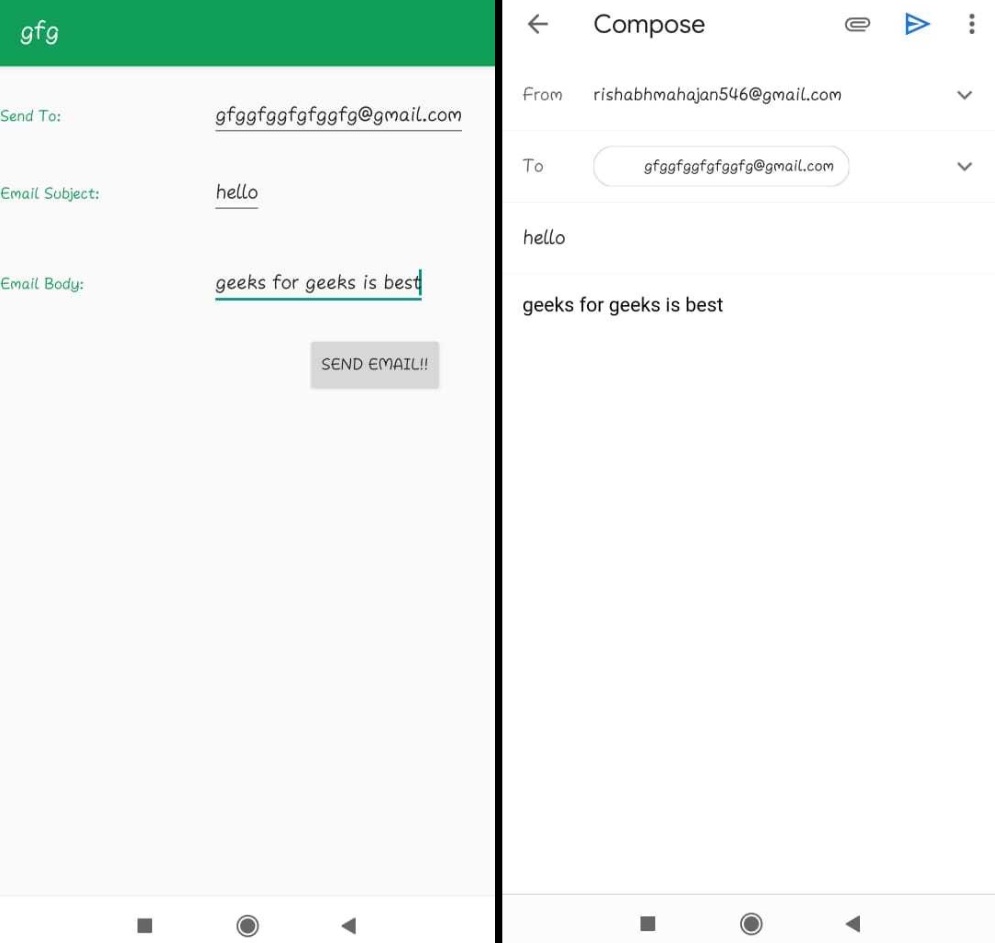 gfg
Send To: gfggfggfgfggfg@gmail.com
Email Subject: hello
Email Body: geeks for geeks is best
SEND EMAIL!!
Compose
From rishabhmahajan546@gmail.com
To gfggfggfgfggfg@gmail.com
hello
geeks for geeks is best